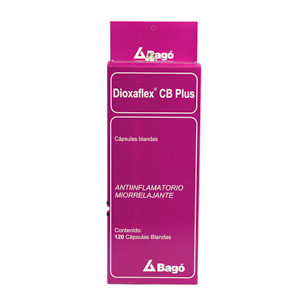 Bagó
Dioxaflex® CB Plus
Cápsulas blandas
ANTIINFLAMATORIO
MIORRELAJANTE
Contenido:
120 Cápsulas Blandas
Bagó